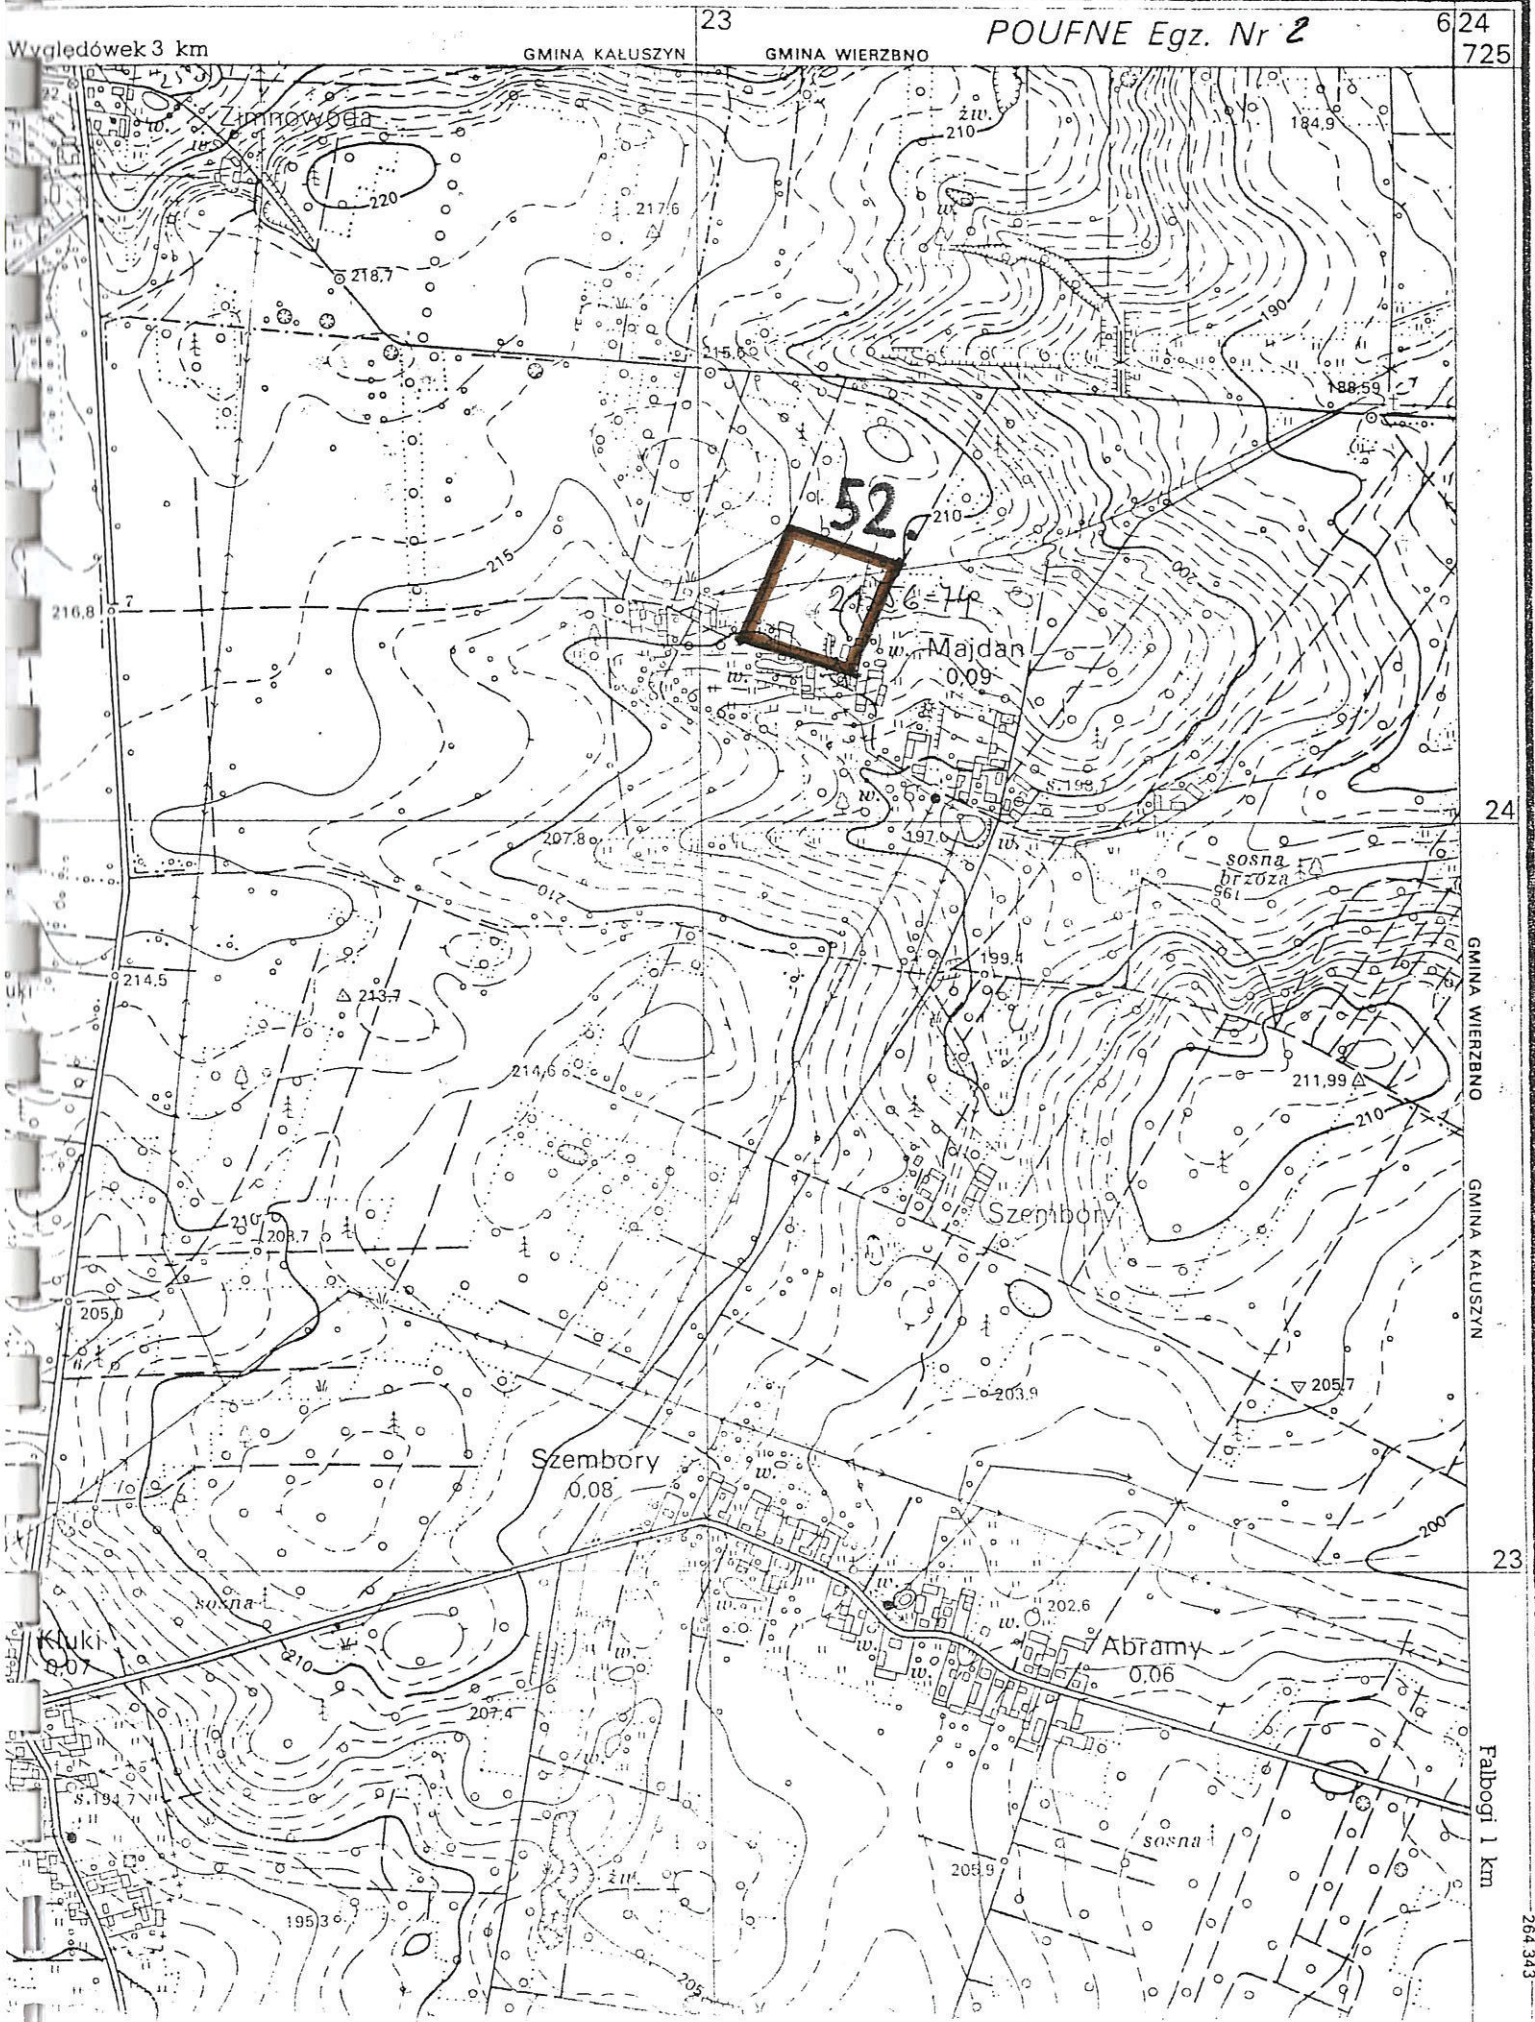 23
POUFNE Egz. Nr 2
6 24
725
Wyględówek 3 km
GMINA KAŁUSZYN
GMINA WIERZBNO
Zimnowoda
w.
w.
żw.
210
184,9
220
217,6
w.
218,7
190
215,6
188,59
52.
210
215
200
216,8
w.
Majdan
0,09
w.
w.
s.198,7
24
207,8
197,0
w.
sosna
brzoza
195
210
199,4
214,5
213,7
GMINA WIERZBNO
214,6
211,99
210
GMINA KAŁUSZYN
Szembory
210
208,7
205,0
205,7
203,9
Szembory
0,08
w.
200
23
sosna
w.
w.
202,6
w.
Kluki
0,07
210
w.
w.
w.
Abramy
0,06
207,4
w.
Falbogi 1 km
s.194,7
sosna
205,9
żw.
195,3
205
264.343